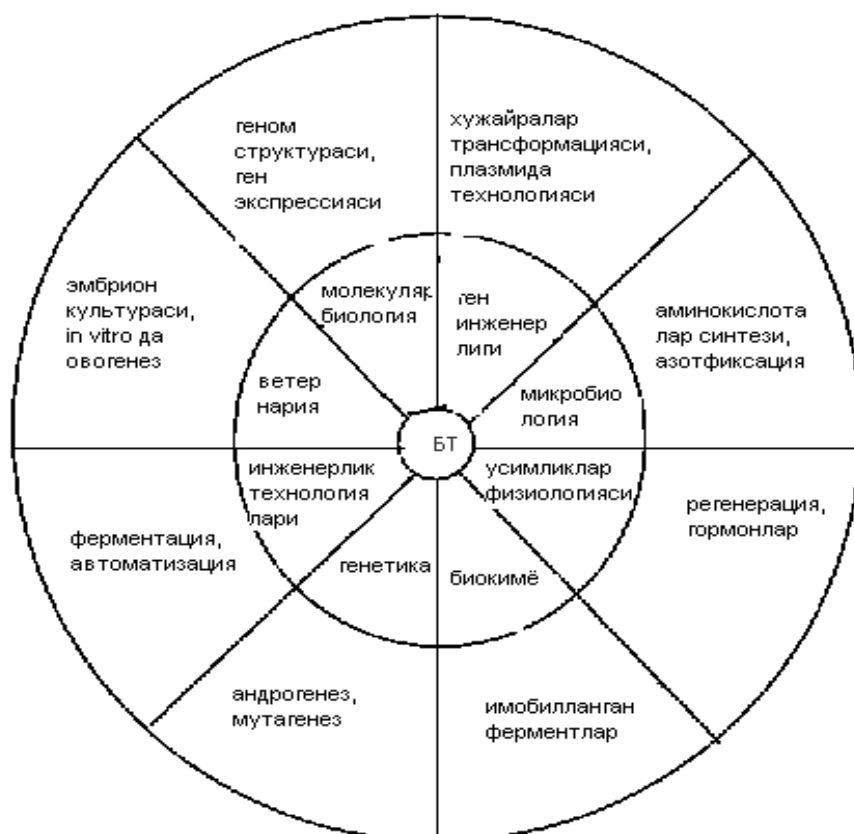 геном
структураси,
ген
экспрессияси
хужайралар
трансформацияси,
плазмида
технологияси
эмбрион
культураси,
in vitro да
овогенез
молекуляр
биология
ген
инженер
лиги
аминокислота
лар синтези,
азотфиксация
ветер
нария
микробио
логия
БТ
инженерлик
технология
лари
усимликлар
физиологияси
ферментация,
автоматизация
регенерация,
гормонлар
генетика
биокимё
андрогенез,
мутагенез
имобилланган
ферментлар